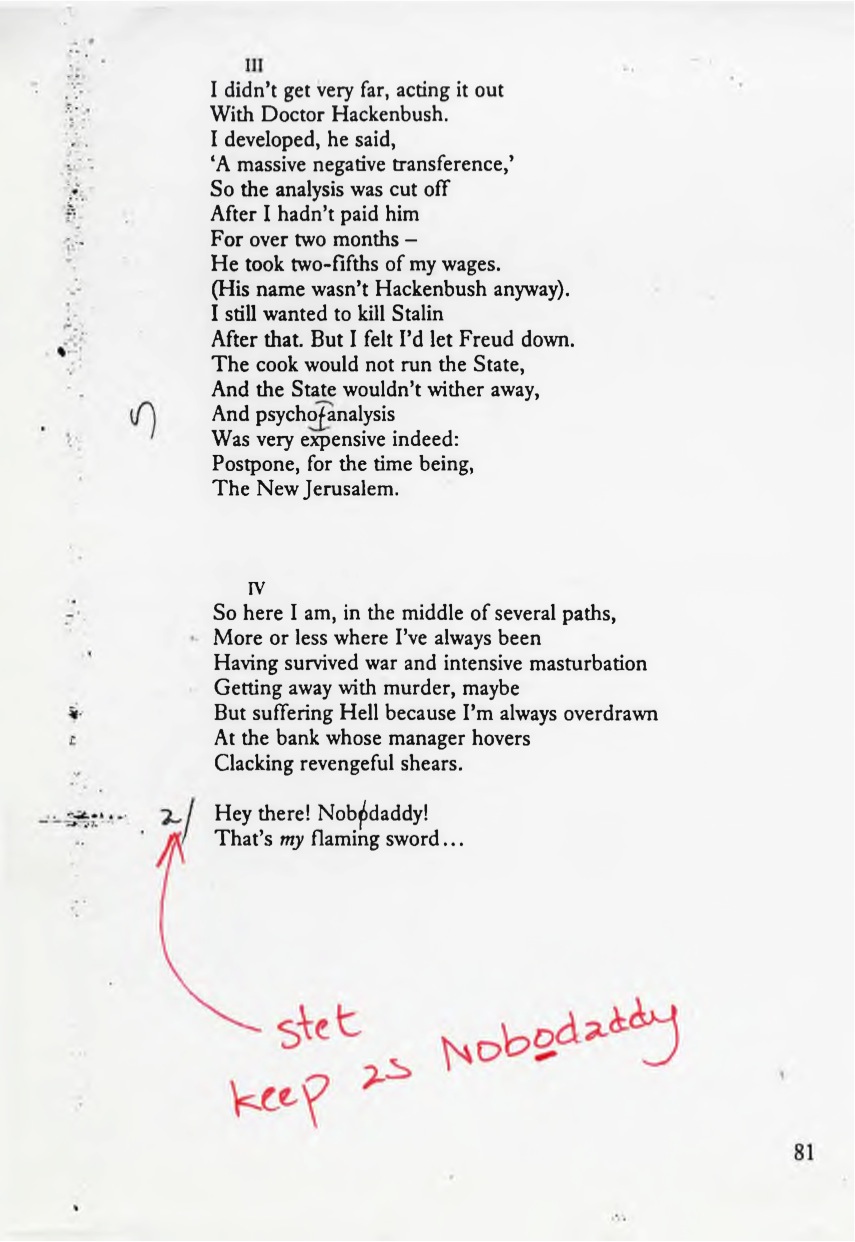 III
I didn't get very far, acting it out
With Doctor Hackenbush.
I developed, he said,
‘A massive negative transference,’
So the analysis was cut off
After I hadn't paid him
For over two months –
He took two-fifths of my wages.
(His name wasn't Hackenbush anyway).
I still wanted to kill Stalin
After that. But I felt I'd let Freud down.
The cook would not run the State,
And the State wouldn't wither away,
And psycho-analysis
Was very expensive indeed:
Postpone, for the time being,
The New Jerusalem.
IV
So here I am, in the middle of several paths,
More or less where I've always been
Having survived war and intensive masturbation
Getting away with murder, maybe
But suffering Hell because I'm always overdrawn
At the bank whose manager hovers
Clacking revengeful shears.
a/ Hey there! Nobodaddy!
That's my flaming sword...
stet
keep as Nobodaddy
81